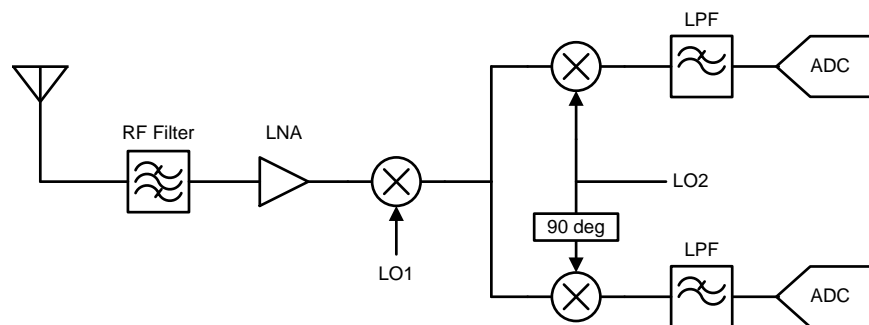 LPF
ADC
RF Filter
LNA
LO2
90 deg
LO1
LPF
ADC